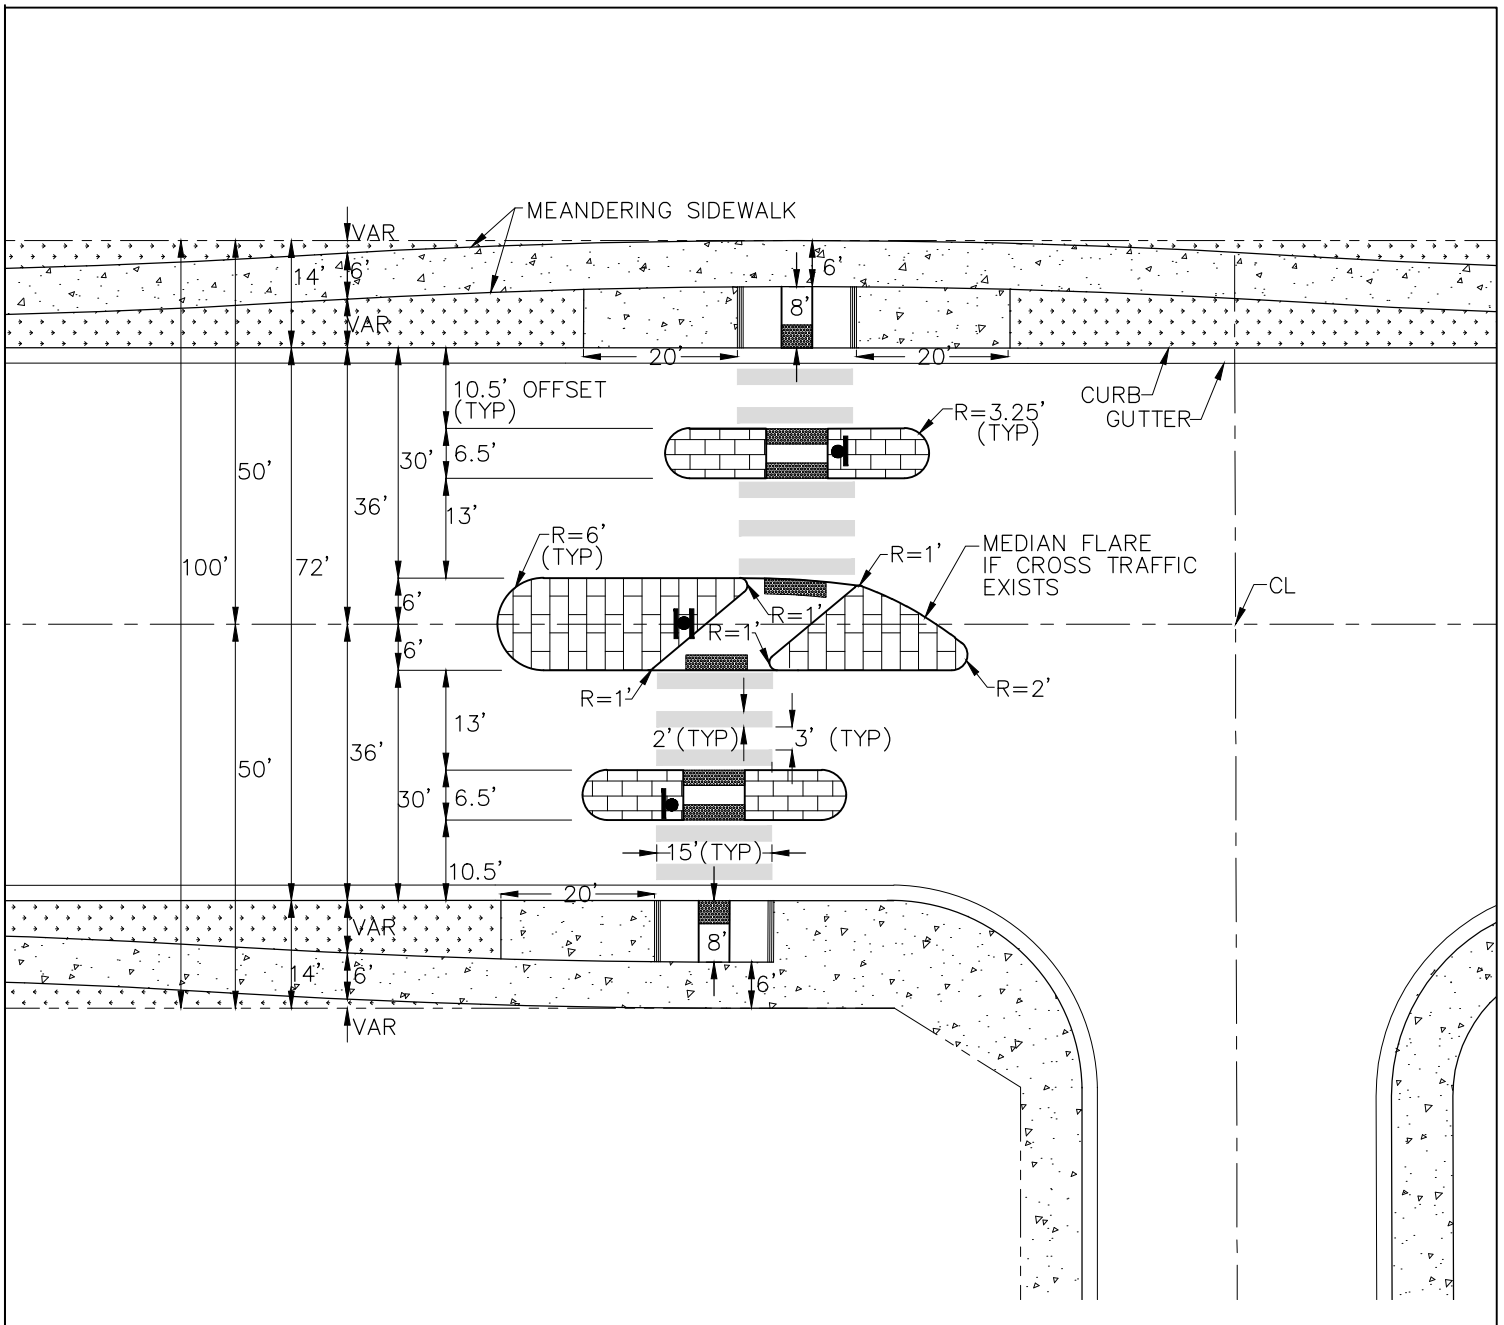 MEANDERING SIDEWALK
VAR
14'
6'
6'
8'
VAR
20'
20'
10.5' OFFSET
(TYP)
CURB
GUTTER
R=3.25'
(TYP)
30'
6.5'
50'
36'
13'
R=6'
(TYP)
R=1'
MEDIAN FLARE
IF CROSS TRAFFIC
EXISTS
100'
72'
CL
6'
R=1'
R=1'
6'
R=1'
R=2'
13'
2'(TYP)
3' (TYP)
36'
50'
30'
6.5'
15'(TYP)
10.5'
20'
VAR
8'
14'
6'
6'
VAR